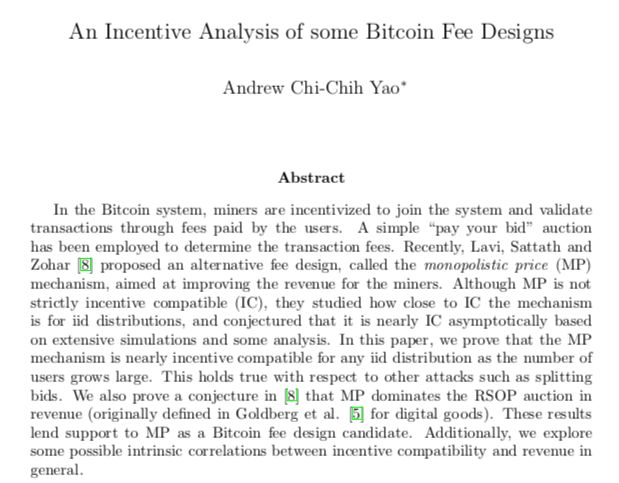 An Incentive Analysis of some Bitcoin Fee Designs
Andrew Chi-Chih Yao*
Abstract
In the Bitcoin system, miners are incentivized to join the system and validate
transactions through fees paid by the users. A simple “pay your bid” auction
has been employed to determine the transaction fees. Recently, Lavi, Sattath and
Zohar [8] proposed an alternative fee design, called the monopolistic price (MP)
mechanism, aimed at improving the revenue for the miners. Although MP is not
strictly incentive compatible (IC), they studied how close to IC the mechanism
is for iid distributions, and conjectured that it is nearly IC asymptotically based
on extensive simulations and some analysis. In this paper, we prove that the MP
mechanism is nearly incentive compatible for any iid distribution as the number of
users grows large. This holds true with respect to other attacks such as splitting
bids. We also prove a conjecture in [8] that MP dominates the RSOP auction in
revenue (originally defined in Goldberg et al. [5] for digital goods). These results
lend support to MP as a Bitcoin fee design candidate. Additionally, we explore
some possible intrinsic correlations between incentive compatibility and revenue in
general.